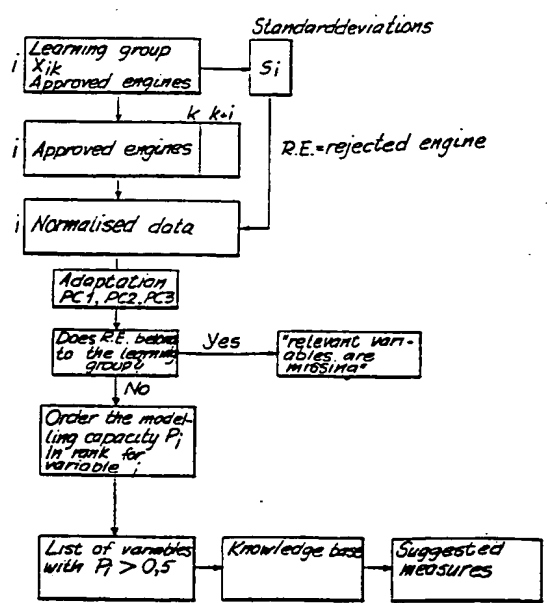 Standarddeviations
i
Learning group
Xik
Approved engines
Si
k k+i
i
Approved engines
R.E.=rejected engine
i
Normalised data
Adaptation
PC1, PC2, PC3
Does R.E. belong
to the learning
group?
Yes
"relevant vari-
ables are
missing"
No
Order the model-
ling capacity Pi
In rank for
variable i
List of variables
with Pi > 0,5
Knowledge base
Suggested
measures